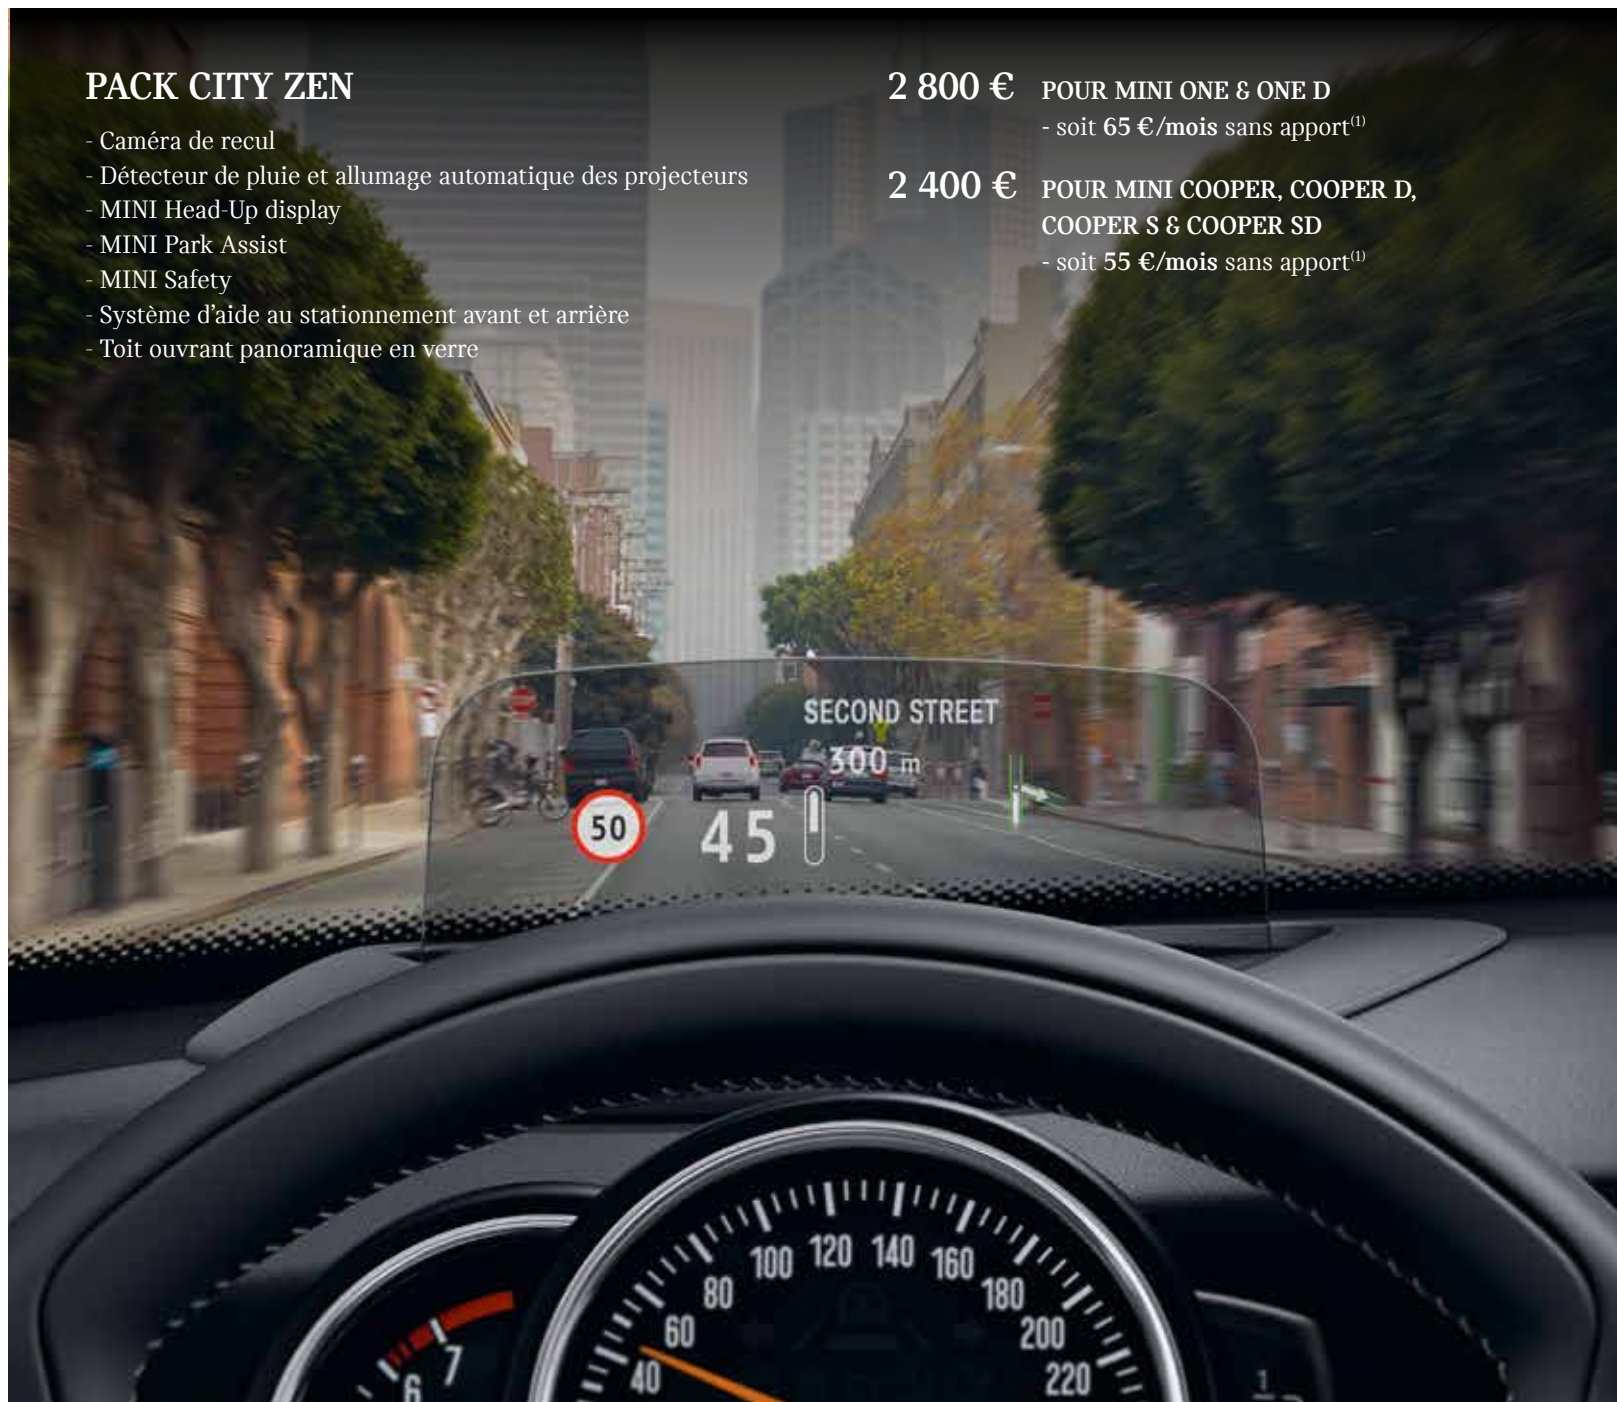 PACK CITY ZEN
- Caméra de recul
- Détecteur de pluie et allumage automatique des projecteurs
- MINI Head-Up display
- MINI Park Assist
- MINI Safety
- Système d'aide au stationnement avant et arrière
- Toit ouvrant panoramique en verre
2 800 € POUR MINI ONE & ONE D
- soit 65 €/mois sans apport(1)
2 400 € POUR MINI COOPER, COOPER D,
COOPER S & COOPER SD
- soit 55 €/mois sans apport(1)
SECOND STREET
300 m
50
45
100 120 140 160
80 180
60 200
40 220
7
6
1